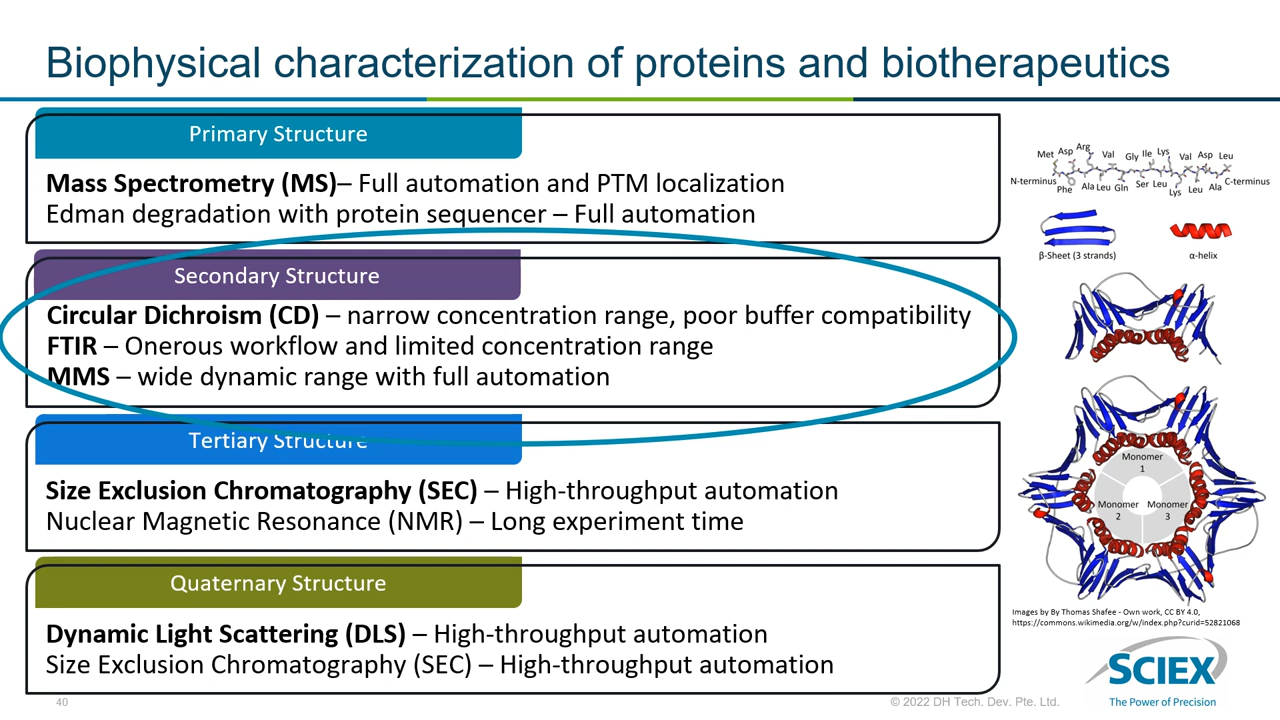 Biophysical characterization of proteins and biotherapeutics
Primary Structure
Mass Spectrometry (MS)– Full automation and PTM localization
Edman degradation with protein sequencer – Full automation
Secondary Structure
Circular Dichroism (CD) – narrow concentration range, poor buffer compatibility
FTIR – Onerous workflow and limited concentration range
MMS – wide dynamic range with full automation
Tertiary Structure
Size Exclusion Chromatography (SEC) – High-throughput automation
Nuclear Magnetic Resonance (NMR) – Long experiment time
Quaternary Structure
Dynamic Light Scattering (DLS) – High-throughput automation
Size Exclusion Chromatography (SEC) – High-throughput automation
Met Asp Arg Val Gly Ile Lys Val Asp Leu
N-terminus C-terminus
Phe Ala Leu Gln Ser Leu Lys Leu Ala
β-Sheet (3 strands) α-helix
Monomer
1
Monomer
2
Monomer
3
Images by By Thomas Shafee - Own work, CC BY 4.0,
https://commons.wikimedia.org/w/index.php?curid=52821068
SCIEX
The Power of Precision
40
© 2022 DH Tech. Dev. Pte. Ltd.